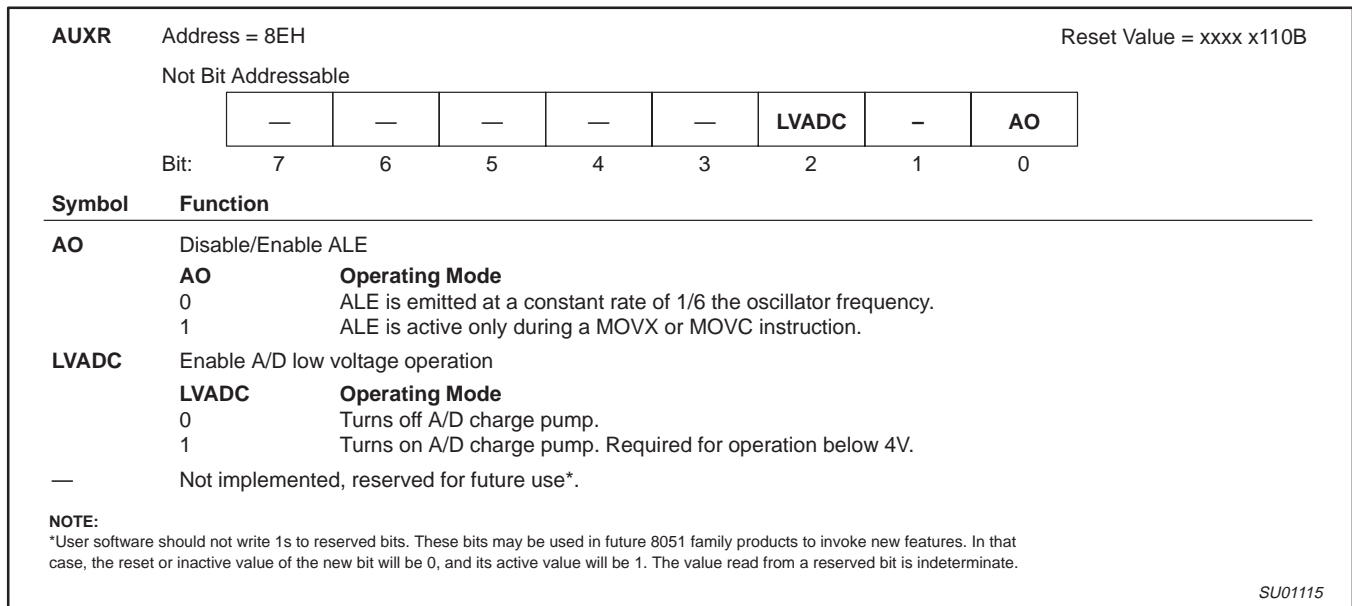 AUXR Address = 8EH Reset Value = xxxx x110B
Not Bit Addressable
— — — — — LVADC – AO
Bit: 7 6 5 4 3 2 1 0
Symbol Function
AO Disable/Enable ALE
AO Operating Mode
0 ALE is emitted at a constant rate of 1/6 the oscillator frequency.
1 ALE is active only during a MOVX or MOVC instruction.
LVADC Enable A/D low voltage operation
LVADC Operating Mode
0 Turns off A/D charge pump.
1 Turns on A/D charge pump. Required for operation below 4V.
— Not implemented, reserved for future use*.
NOTE:
*User software should not write 1s to reserved bits. These bits may be used in future 8051 family products to invoke new features. In that
case, the reset or inactive value of the new bit will be 0, and its active value will be 1. The value read from a reserved bit is indeterminate.
SU01115